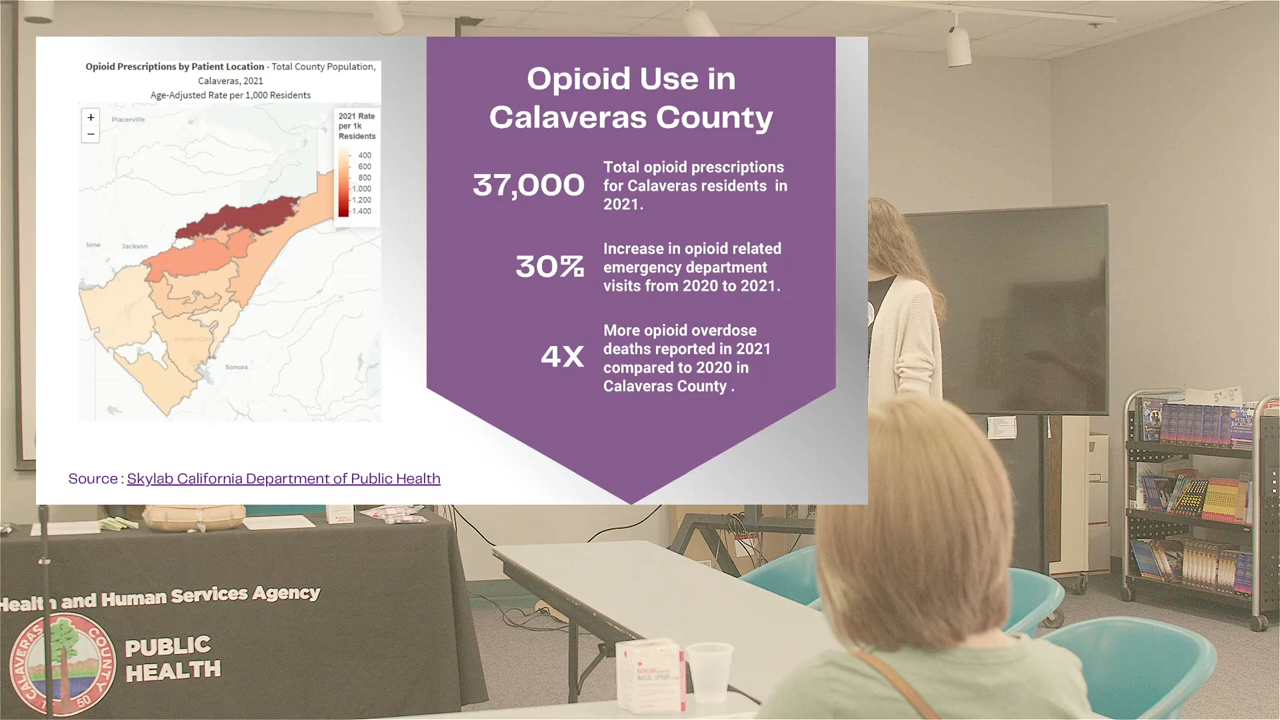 Opioid Prescriptions by Patient Location - Total County Population,
Calaveras, 2021
Age-Adjusted Rate per 1,000 Residents
+
−
Placerville
Ione
Jackson
Sonora
2021 Rate
per 1k
Residents
400
600
800
1,000
1,200
1,400
Source : Skylab California Department of Public Health
Opioid Use in
Calaveras County
37,000
Total opioid prescriptions
for Calaveras residents in
2021.
30%
Increase in opioid related
emergency department
visits from 2020 to 2021.
4X
More opioid overdose
deaths reported in 2021
compared to 2020 in
Calaveras County .
Health and Human Services Agency
CALAVERAS COUNTY
50
PUBLIC
HEALTH
NASAL SPRAY